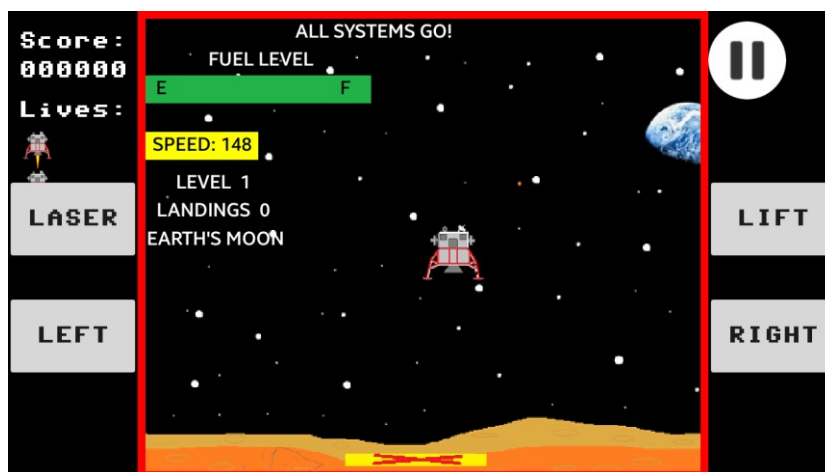 Score:
000000
Lives:
LASER
LEFT
ALL SYSTEMS GO!
FUEL LEVEL
E F
SPEED: 148
LEVEL 1
LANDINGS 0
EARTH'S MOON
LIFT
RIGHT